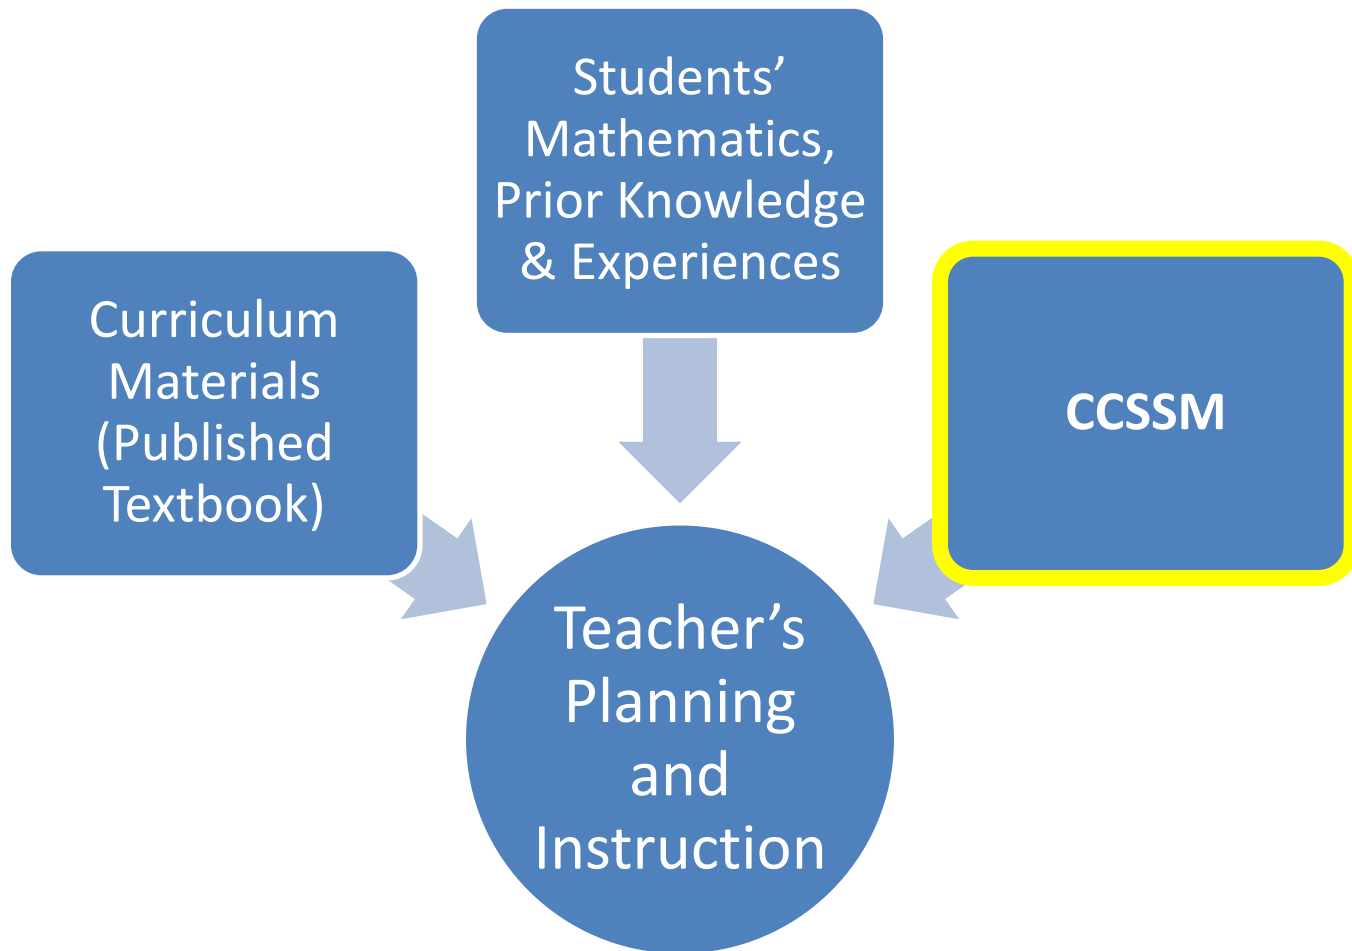 Students’
Mathematics,
Prior Knowledge
& Experiences
Curriculum
Materials
(Published
Textbook)
CCSSM
Teacher’s
Planning
and
Instruction